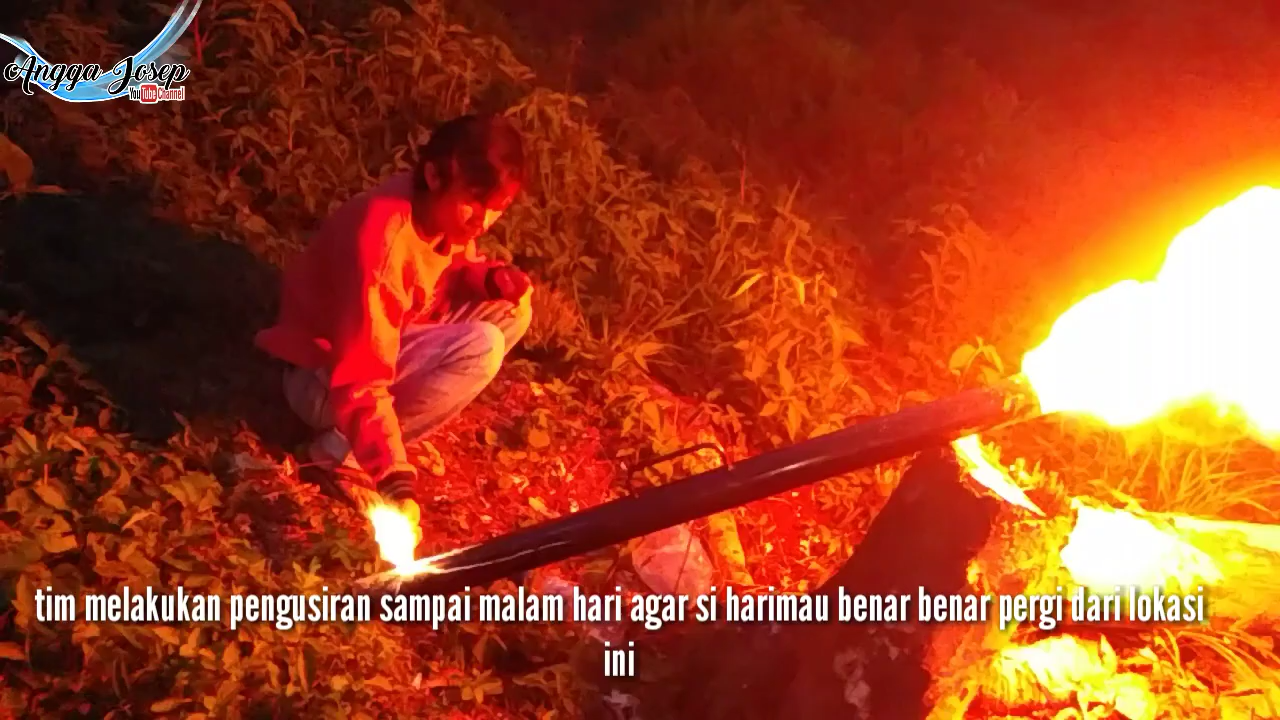 Angga Josep
YouTube Channel
tim melakukan pengusiran sampai malam hari agar si harimau benar benar pergi dari lokasi
ini